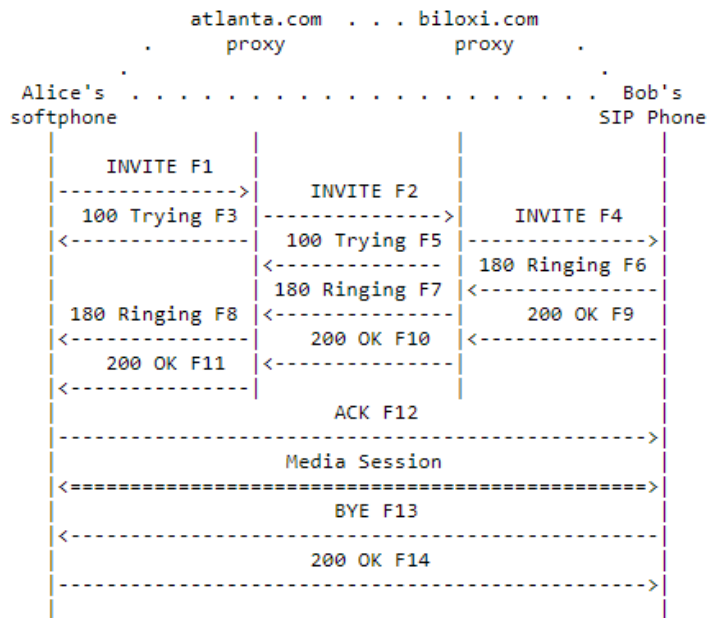 atlanta.com . . . biloxi.com
. proxy proxy .
. .
Alice's . . . . . . . . . . . . . . . . . . . . Bob's
softphone SIP Phone
| | | |
| INVITE F1 | | |
|--------------->| INVITE F2 | |
| 100 Trying F3 |--------------->| INVITE F4 |
|<---------------| 100 Trying F5 |--------------->|
| |<-------------- | 180 Ringing F6 |
| | 180 Ringing F7 |<---------------|
| 180 Ringing F8 |<---------------| 200 OK F9 |
|<---------------| 200 OK F10 |<---------------|
| 200 OK F11 |<---------------| |
|<---------------| | |
| ACK F12 |
|------------------------------------------------->|
| Media Session |
|<================================================>|
| BYE F13 |
|<-------------------------------------------------|
| 200 OK F14 |
|------------------------------------------------->|
| |